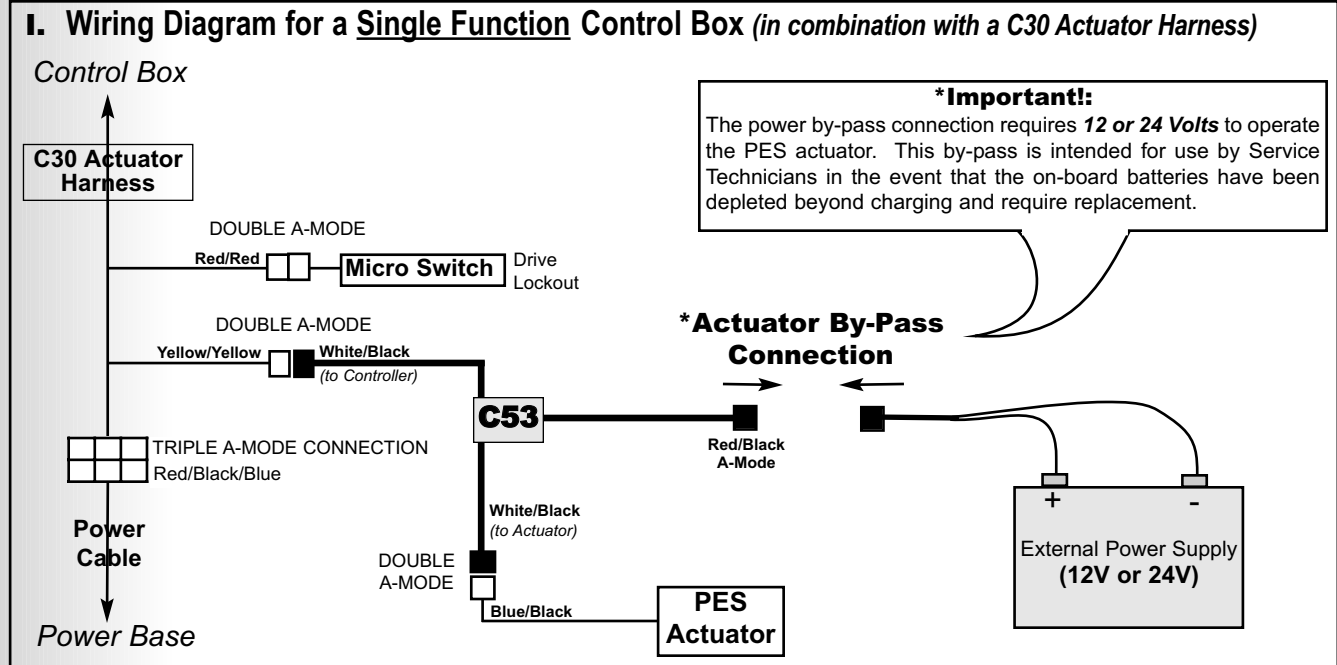 I. Wiring Diagram for a Single Function Control Box (in combination with a C30 Actuator Harness)
Control Box
*Important!:
The power by-pass connection requires 12 or 24 Volts to operate
the PES actuator. This by-pass is intended for use by Service
Technicians in the event that the on-board batteries have been
depleted beyond charging and require replacement.
C30 Actuator
Harness
DOUBLE A-MODE
Red/Red
Micro Switch
Drive
Lockout
DOUBLE A-MODE
Yellow/Yellow
White/Black
(to Controller)
*Actuator By-Pass
Connection
C53
Red/Black
A-Mode
TRIPLE A-MODE CONNECTION
Red/Black/Blue
+
-
External Power Supply
(12V or 24V)
White/Black
(to Actuator)
Power
Cable
DOUBLE
A-MODE
Blue/Black
PES
Actuator
Power Base